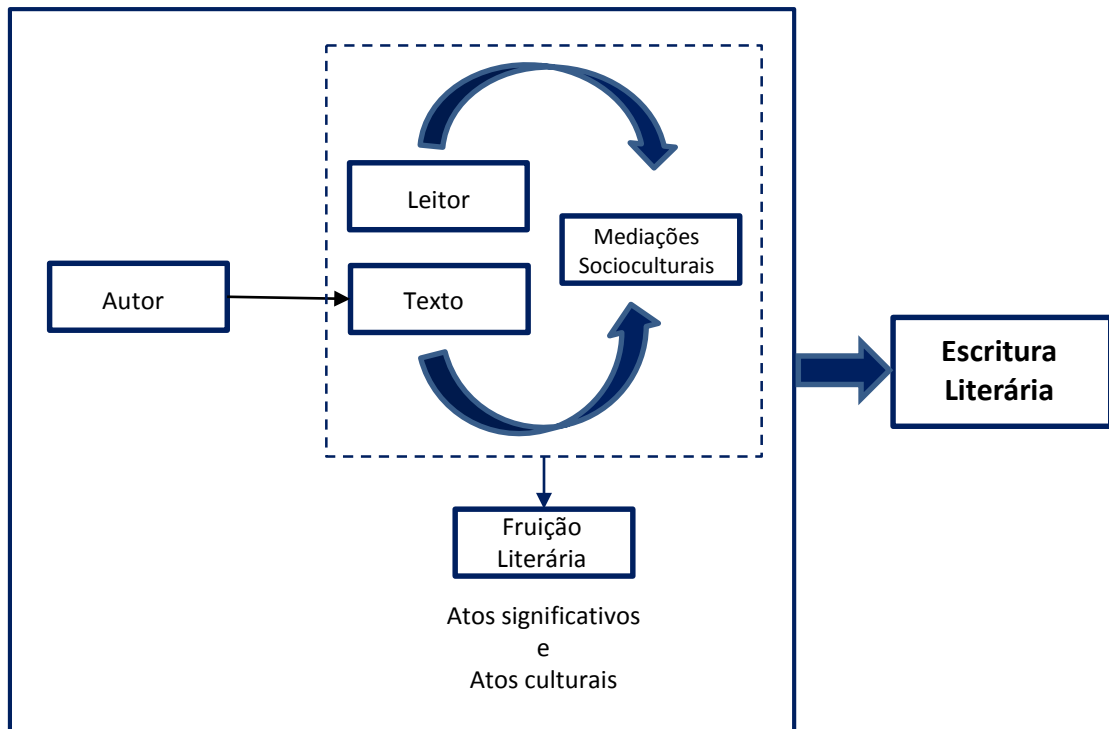 Leitor
Mediações
Socioculturais
Autor
Texto
Escritura
Literária
Fruição
Literária
Atos significativos
e
Atos culturais